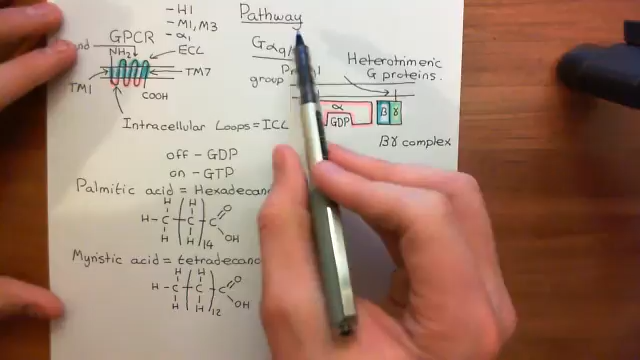 - H1
- M1, M3
- α1
Pathway
GPCR
NH2
ECL
TM1
TM7
COOH
Gαq/
group
Heterotrimeric
G proteins.
α
GDP
β
γ
βγ complex
Intracellular Loops = ICL
off - GDP
on - GTP
Palmitic acid = Hexadecan
H
H
H - C - ( C ) - C
O
OH
H
H
14
Myristic acid = tetradecano
H
H
H - C - ( C ) - C
O
OH
H
H
12